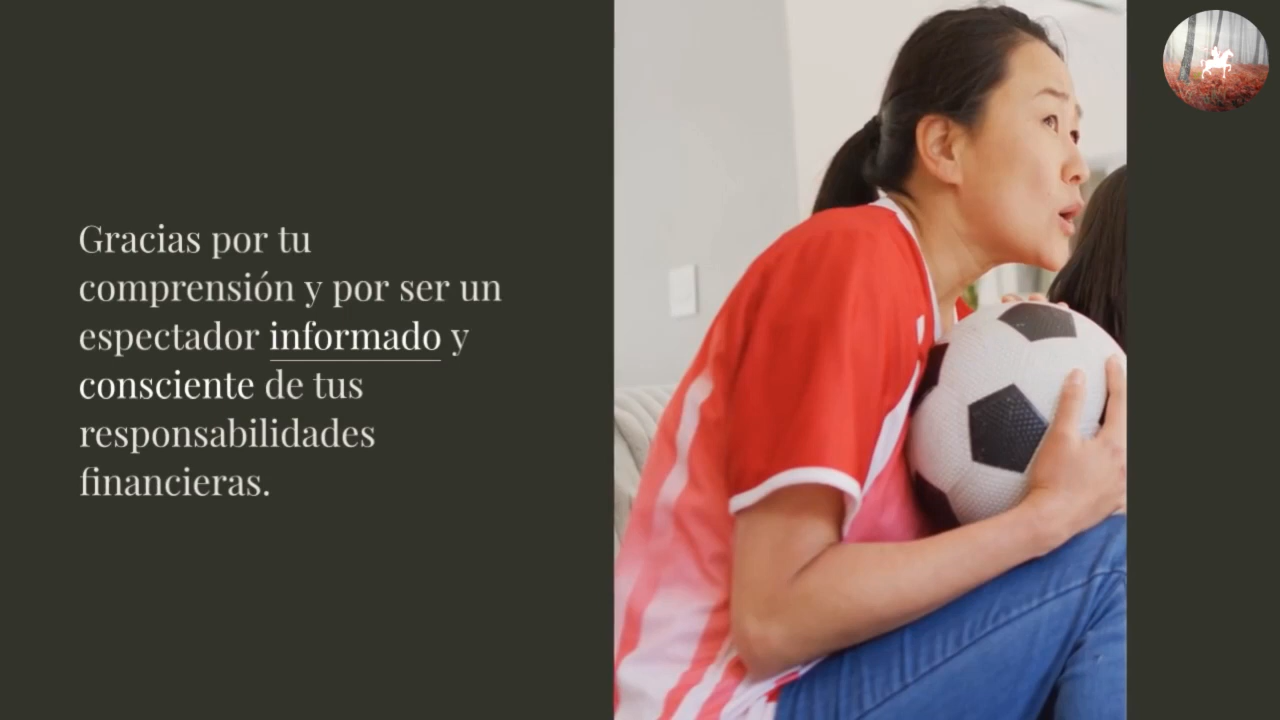 Gracias por tu
comprensión y por ser un
espectador informado y
consciente de tus
responsabilidades
financieras.